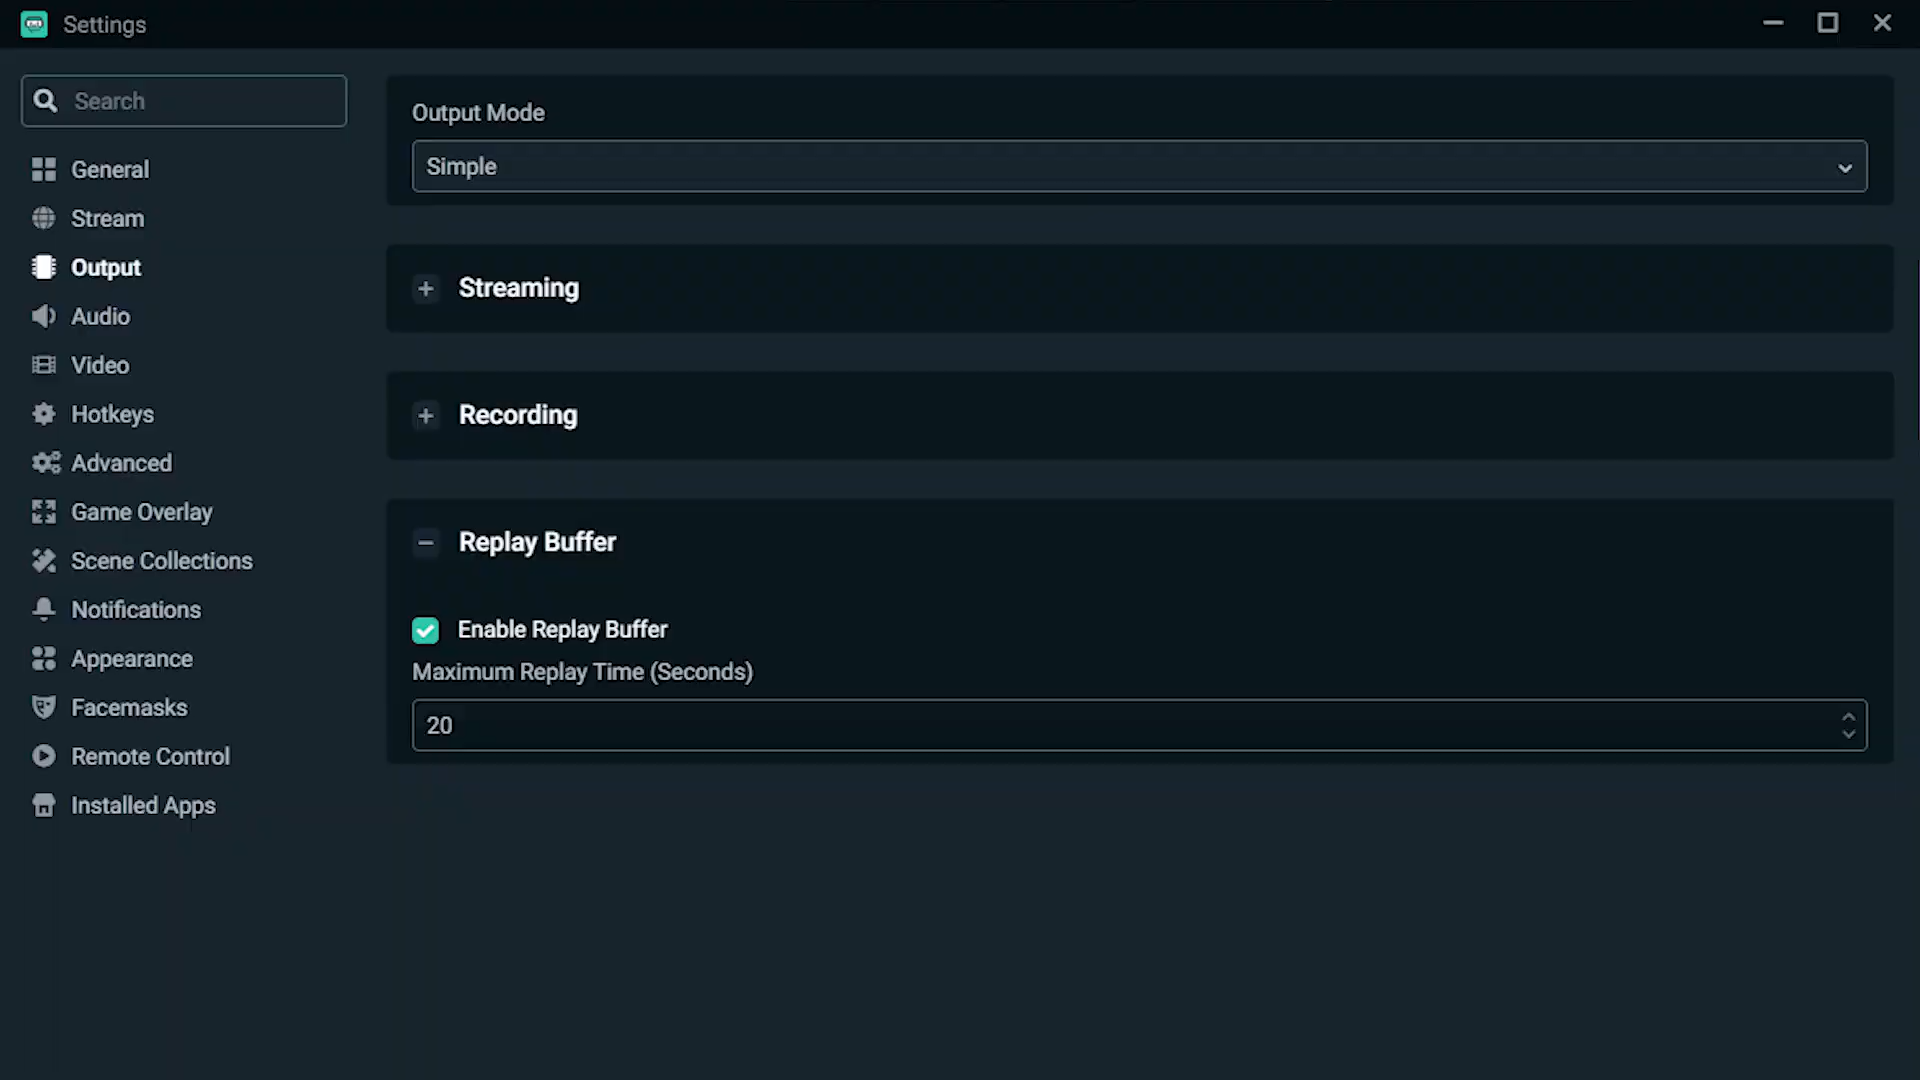 Settings
Search
General
Stream
Output
Audio
Video
Hotkeys
Advanced
Game Overlay
Scene Collections
Notifications
Appearance
Facemasks
Remote Control
Installed Apps
Output Mode
Simple
Streaming
Recording
Replay Buffer
Enable Replay Buffer
Maximum Replay Time (Seconds)
20